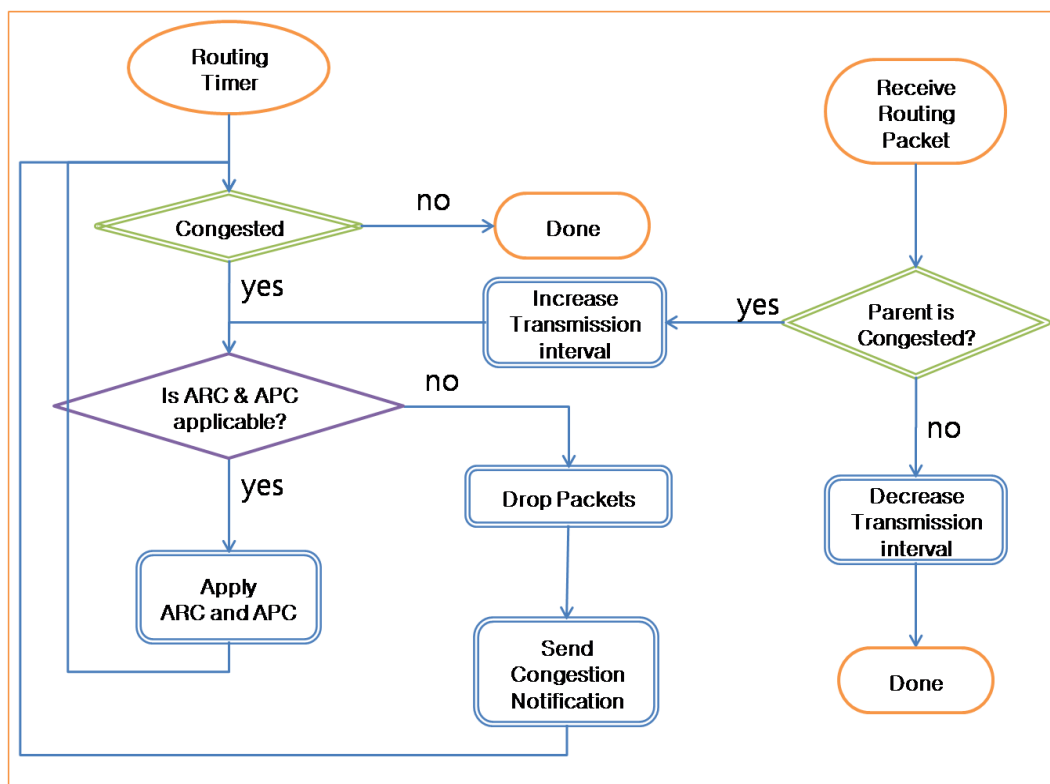 Routing
Timer
Receive
Routing
Packet
Congested
no
Done
yes
Increase
Transmission
interval
yes
Parent is
Congested?
Is ARC & APC
applicable?
no
no
yes
Drop Packets
Decrease
Transmission
interval
Apply
ARC and APC
Send
Congestion
Notification
Done